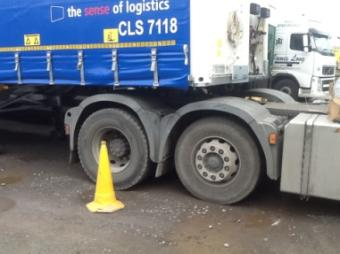 the sense of logistics
CLS 7118